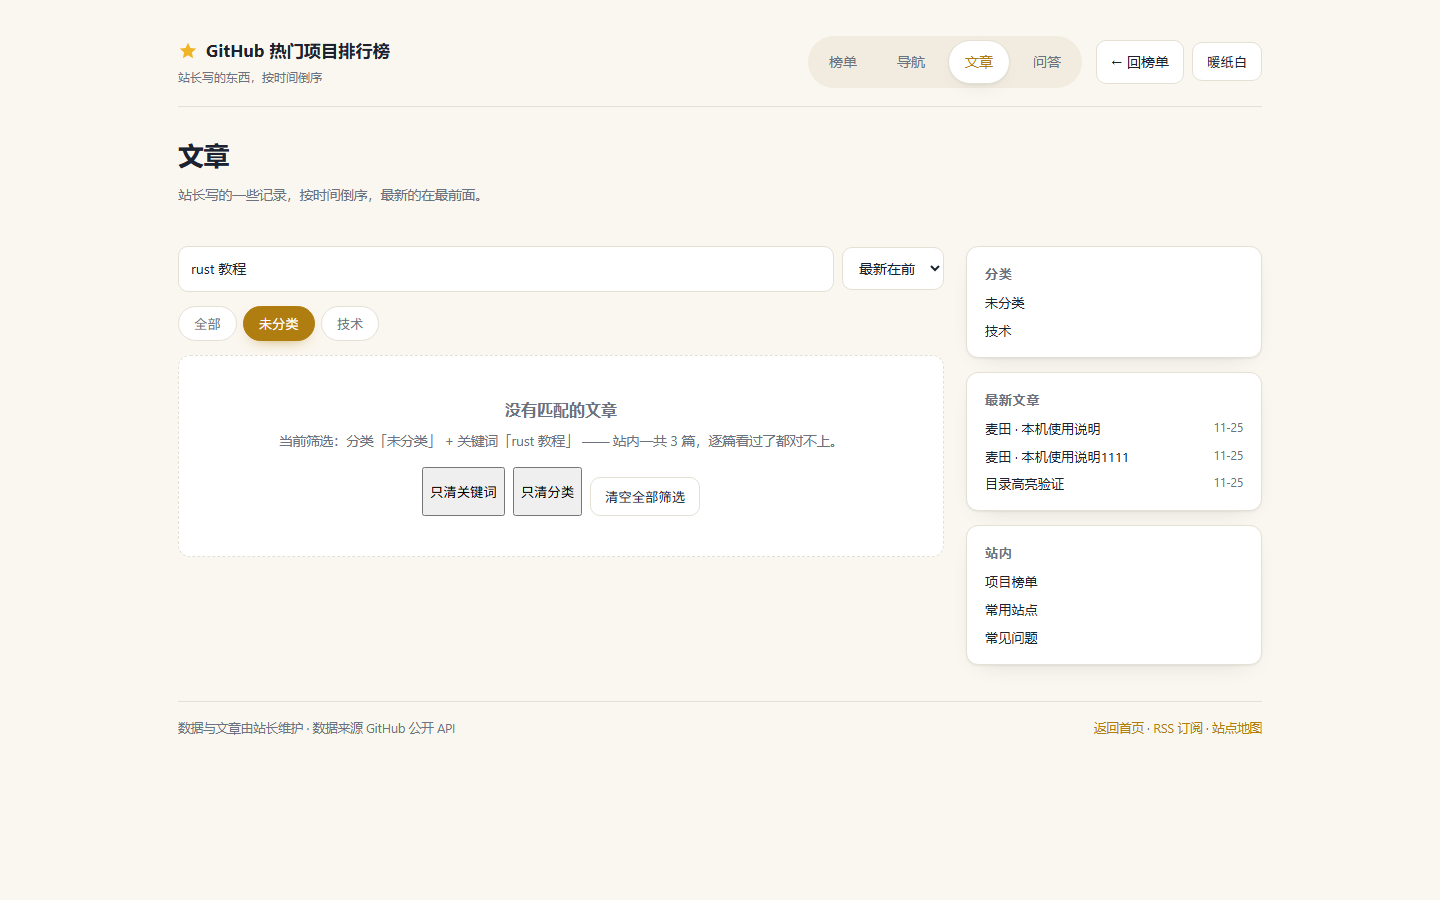 GitHub 热门项目排行榜
站长写的东西，按时间倒序
榜单 导航 文章 问答 ← 回榜单 暖纸白
文章
站长写的一些记录，按时间倒序，最新的在最前面。
rust 教程 最新在前
全部 未分类 技术
没有匹配的文章
当前筛选：分类「未分类」 + 关键词「rust 教程」 —— 站内一共 3 篇，逐篇看过了都对不上。
只清关键词 只清分类 清空全部筛选
分类
未分类
技术
最新文章
麦田 · 本机使用说明 11-25
麦田 · 本机使用说明1111 11-25
目录高亮验证 11-25
站内
项目榜单
常用站点
常见问题
数据与文章由站长维护 · 数据来源 GitHub 公开 API
返回首页 · RSS 订阅 · 站点地图